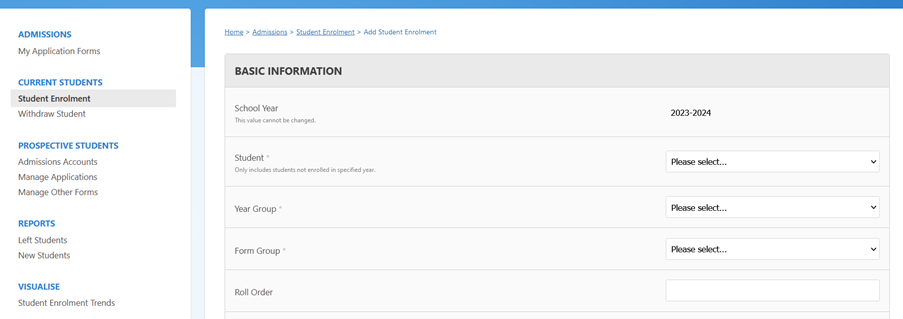 ADMISSIONS
My Application Forms
CURRENT STUDENTS
Student Enrolment
Withdraw Student
PROSPECTIVE STUDENTS
Admissions Accounts
Manage Applications
Manage Other Forms
REPORTS
Left Students
New Students
VISUALISE
Student Enrolment Trends
Home > Admissions > Student Enrolment > Add Student Enrolment
BASIC INFORMATION
School Year
This value cannot be changed.
2023-2024
Student *
Only includes students not enrolled in specified year.
Please select...
Year Group *
Please select...
Form Group *
Please select...
Roll Order